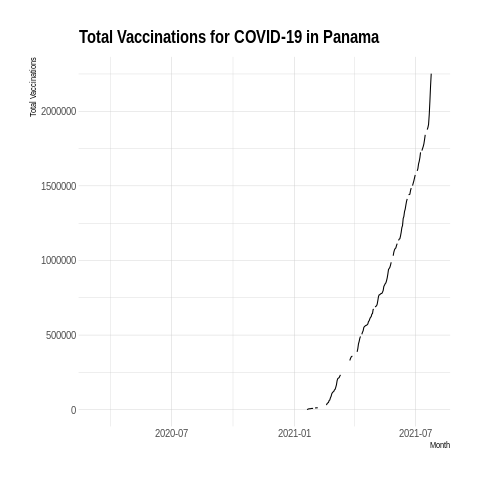 Total Vaccinations for COVID-19 in Panama
Total Vaccinations
2000000
1500000
1000000
500000
0
2020-07 2021-01 2021-07
Month